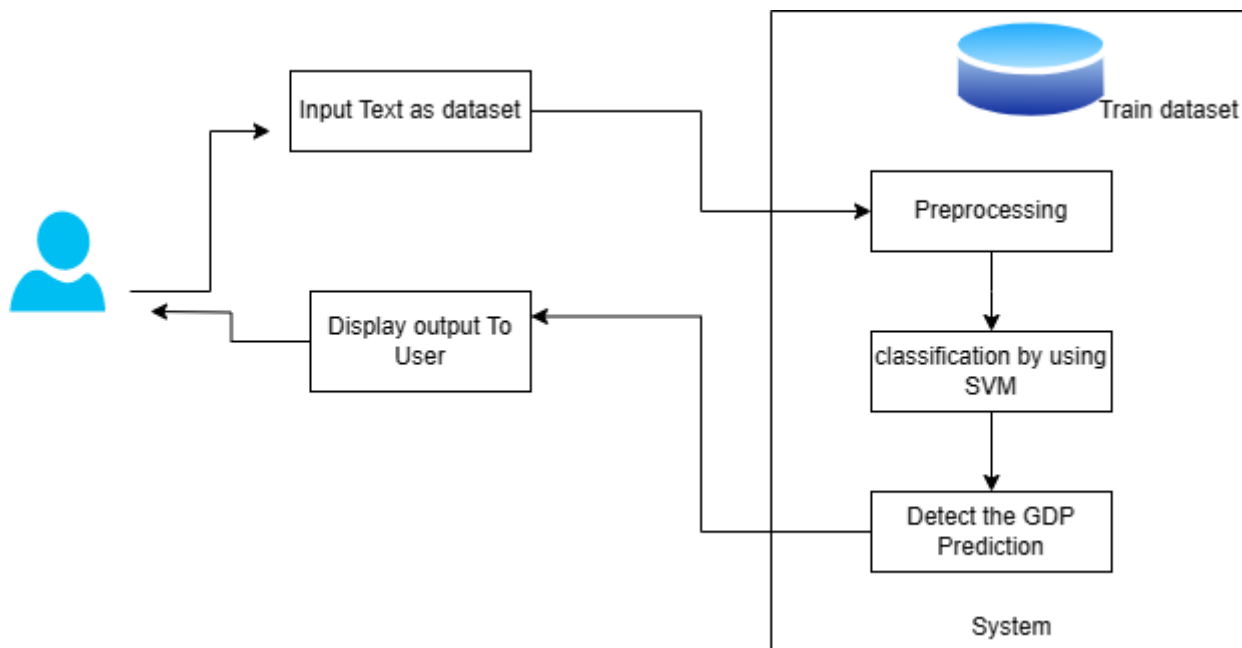 Input Text as dataset
Train dataset
Preprocessing
Display output To
User
classification by using
SVM
Detect the GDP
Prediction
System